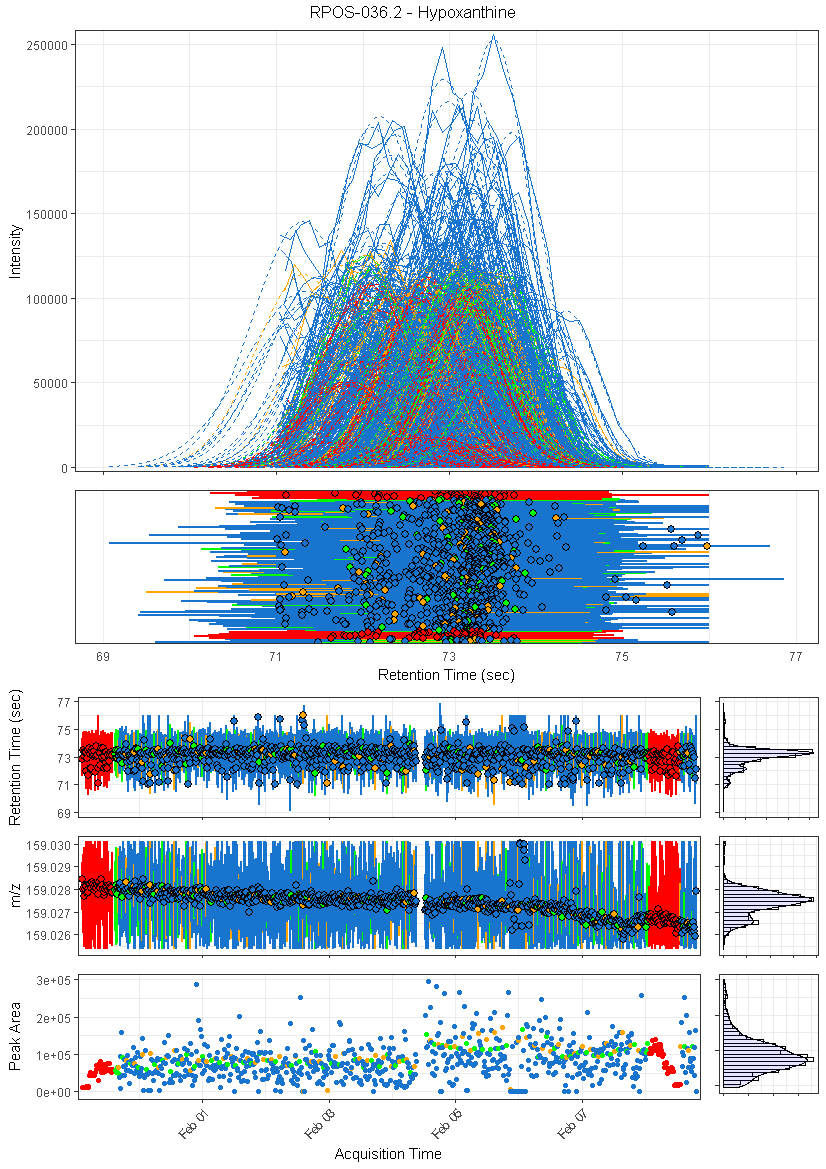 RPOS-036.2 - Hypoxanthine
Intensity
250000
200000
150000
100000
50000
0
69
71
73
75
77
Retention Time (sec)
Retention Time (sec)
77
75
73
71
69
m/z
159.030
159.029
159.028
159.027
159.026
Peak Area
3e+05
2e+05
1e+05
0e+00
Feb 01
Feb 03
Feb 05
Feb 07
Acquisition Time